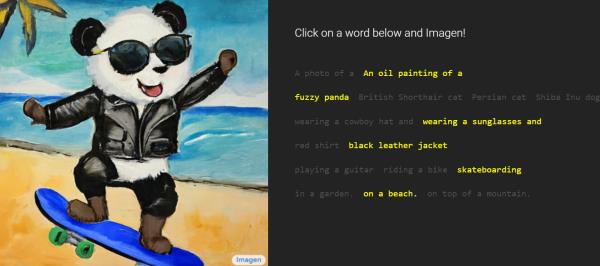 Click on a word below and Imagen!
A photo of a An oil painting of a
fuzzy panda British Shorthair cat Persian cat Shiba Inu dog
wearing a cowboy hat and wearing a sunglasses and
red shirt black leather jacket
playing a guitar riding a bike skateboarding
in a garden. on a beach. on top of a mountain.
Imagen